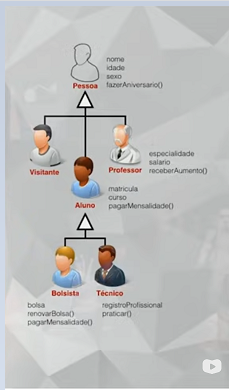 nome
idade
sexo
fazerAniversario()
Pessoa
Visitante
Professor
especialidade
salario
receberAumento()
Aluno
matricula
curso
pagarMensalidade()
Bolsista
Técnico
bolsa
renovarBolsa()
pagarMensalidade()
registroProfissional
praticar()